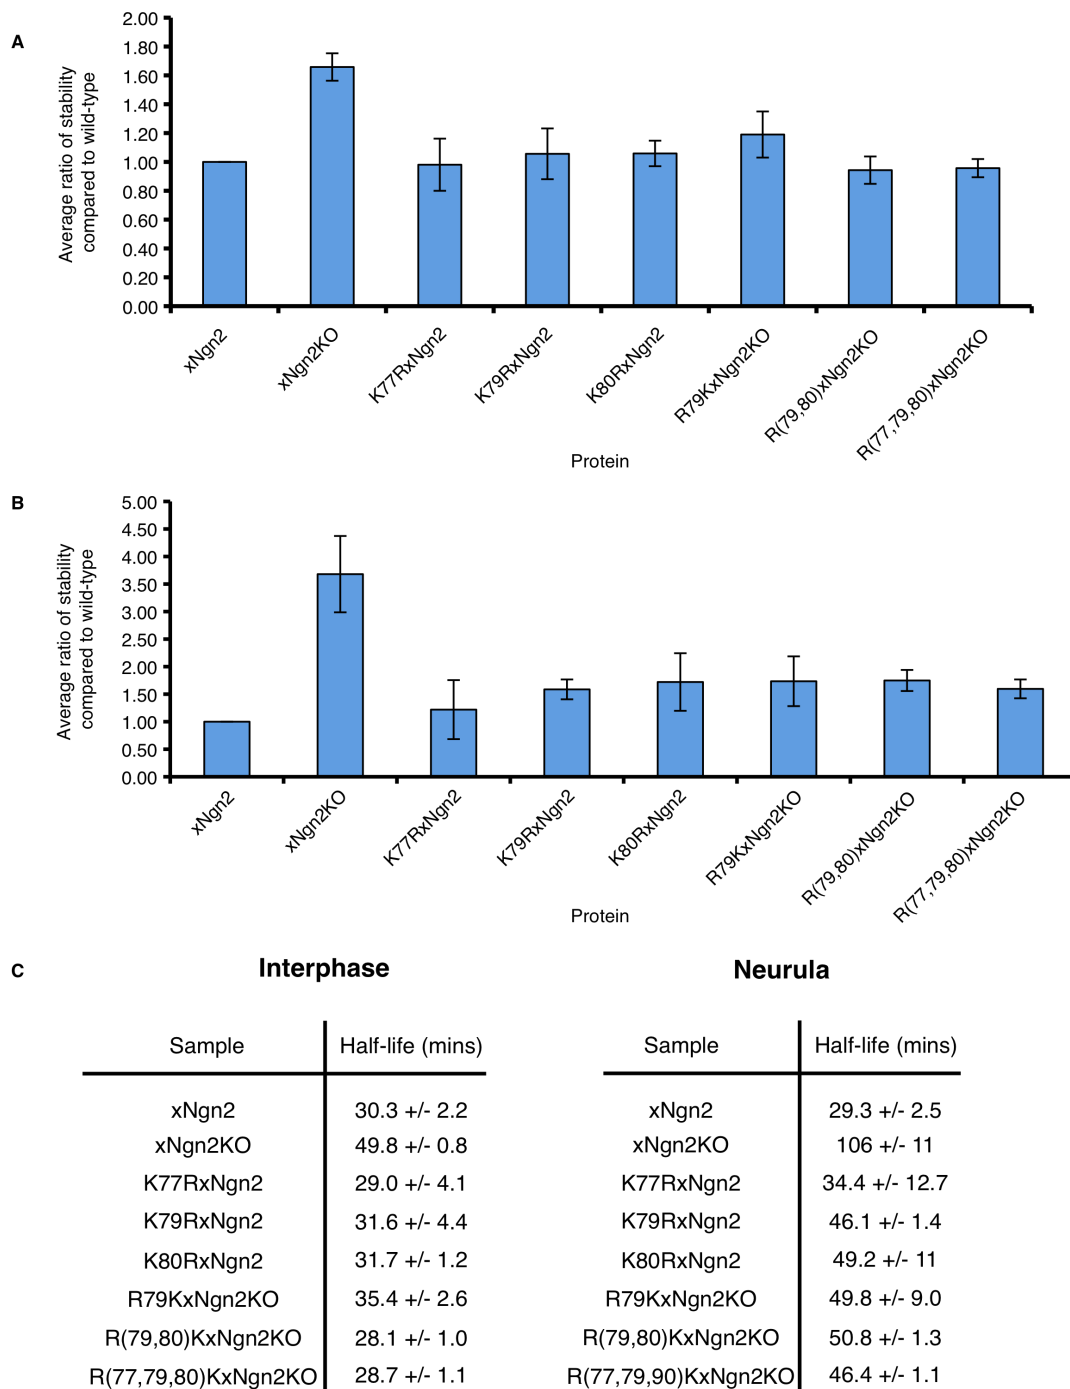 A
Average ratio of stability
compared to wild-type
2.00
1.80
1.60
1.40
1.20
1.00
0.80
0.60
0.40
0.20
0.00
xNgn2
xNgn2KO
K77RxNgn2
K79RxNgn2
K80RxNgn2
R79KxNgn2KO
R(79,80)xNgn2KO
R(77,79,80)xNgn2KO
Protein
B
Average ratio of stability
compared to wild-type
5.00
4.50
4.00
3.50
3.00
2.50
2.00
1.50
1.00
0.50
0.00
xNgn2
xNgn2KO
K77RxNgn2
K79RxNgn2
K80RxNgn2
R79KxNgn2KO
R(79,80)xNgn2KO
R(77,79,80)xNgn2KO
Protein
C
Interphase
Sample Half-life (mins)
xNgn2 30.3 +/- 2.2
xNgn2KO 49.8 +/- 0.8
K77RxNgn2 29.0 +/- 4.1
K79RxNgn2 31.6 +/- 4.4
K80RxNgn2 31.7 +/- 1.2
R79KxNgn2KO 35.4 +/- 2.6
R(79,80)KxNgn2KO 28.1 +/- 1.0
R(77,79,80)KxNgn2KO 28.7 +/- 1.1
Neurula
Sample Half-life (mins)
xNgn2 29.3 +/- 2.5
xNgn2KO 106 +/- 11
K77RxNgn2 34.4 +/- 12.7
K79RxNgn2 46.1 +/- 1.4
K80RxNgn2 49.2 +/- 11
R79KxNgn2KO 49.8 +/- 9.0
R(79,80)KxNgn2KO 50.8 +/- 1.3
R(77,79,90)KxNgn2KO 46.4 +/- 1.1